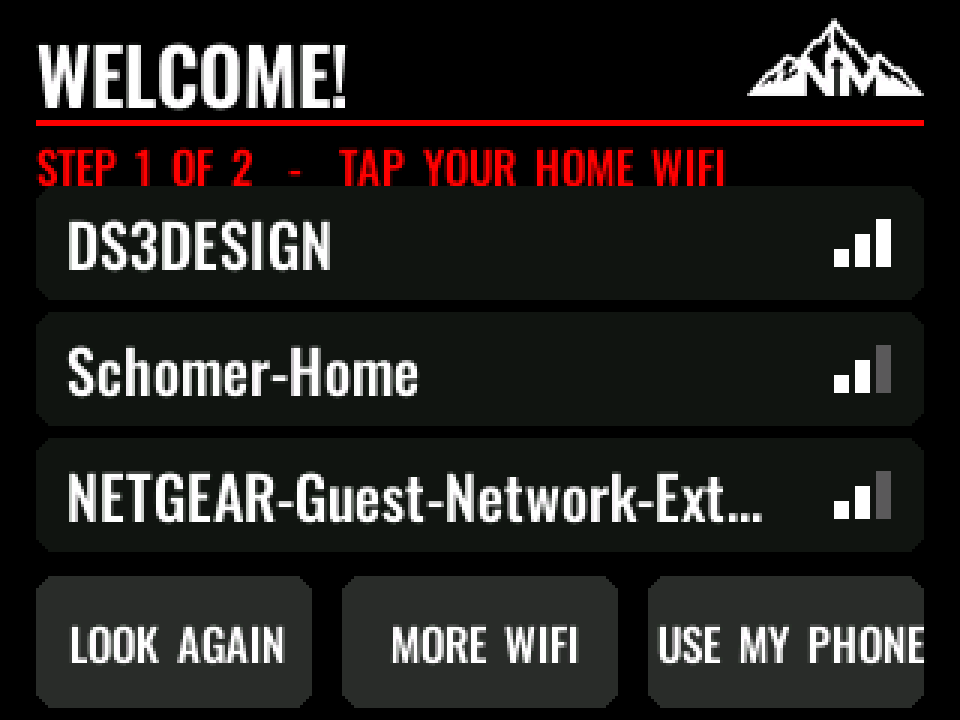 WELCOME!
NM
STEP 1 OF 2 - TAP YOUR HOME WIFI
DS3DESIGN
Schomer-Home
NETGEAR-Guest-Network-Ext...
LOOK AGAIN
MORE WIFI
USE MY PHONE